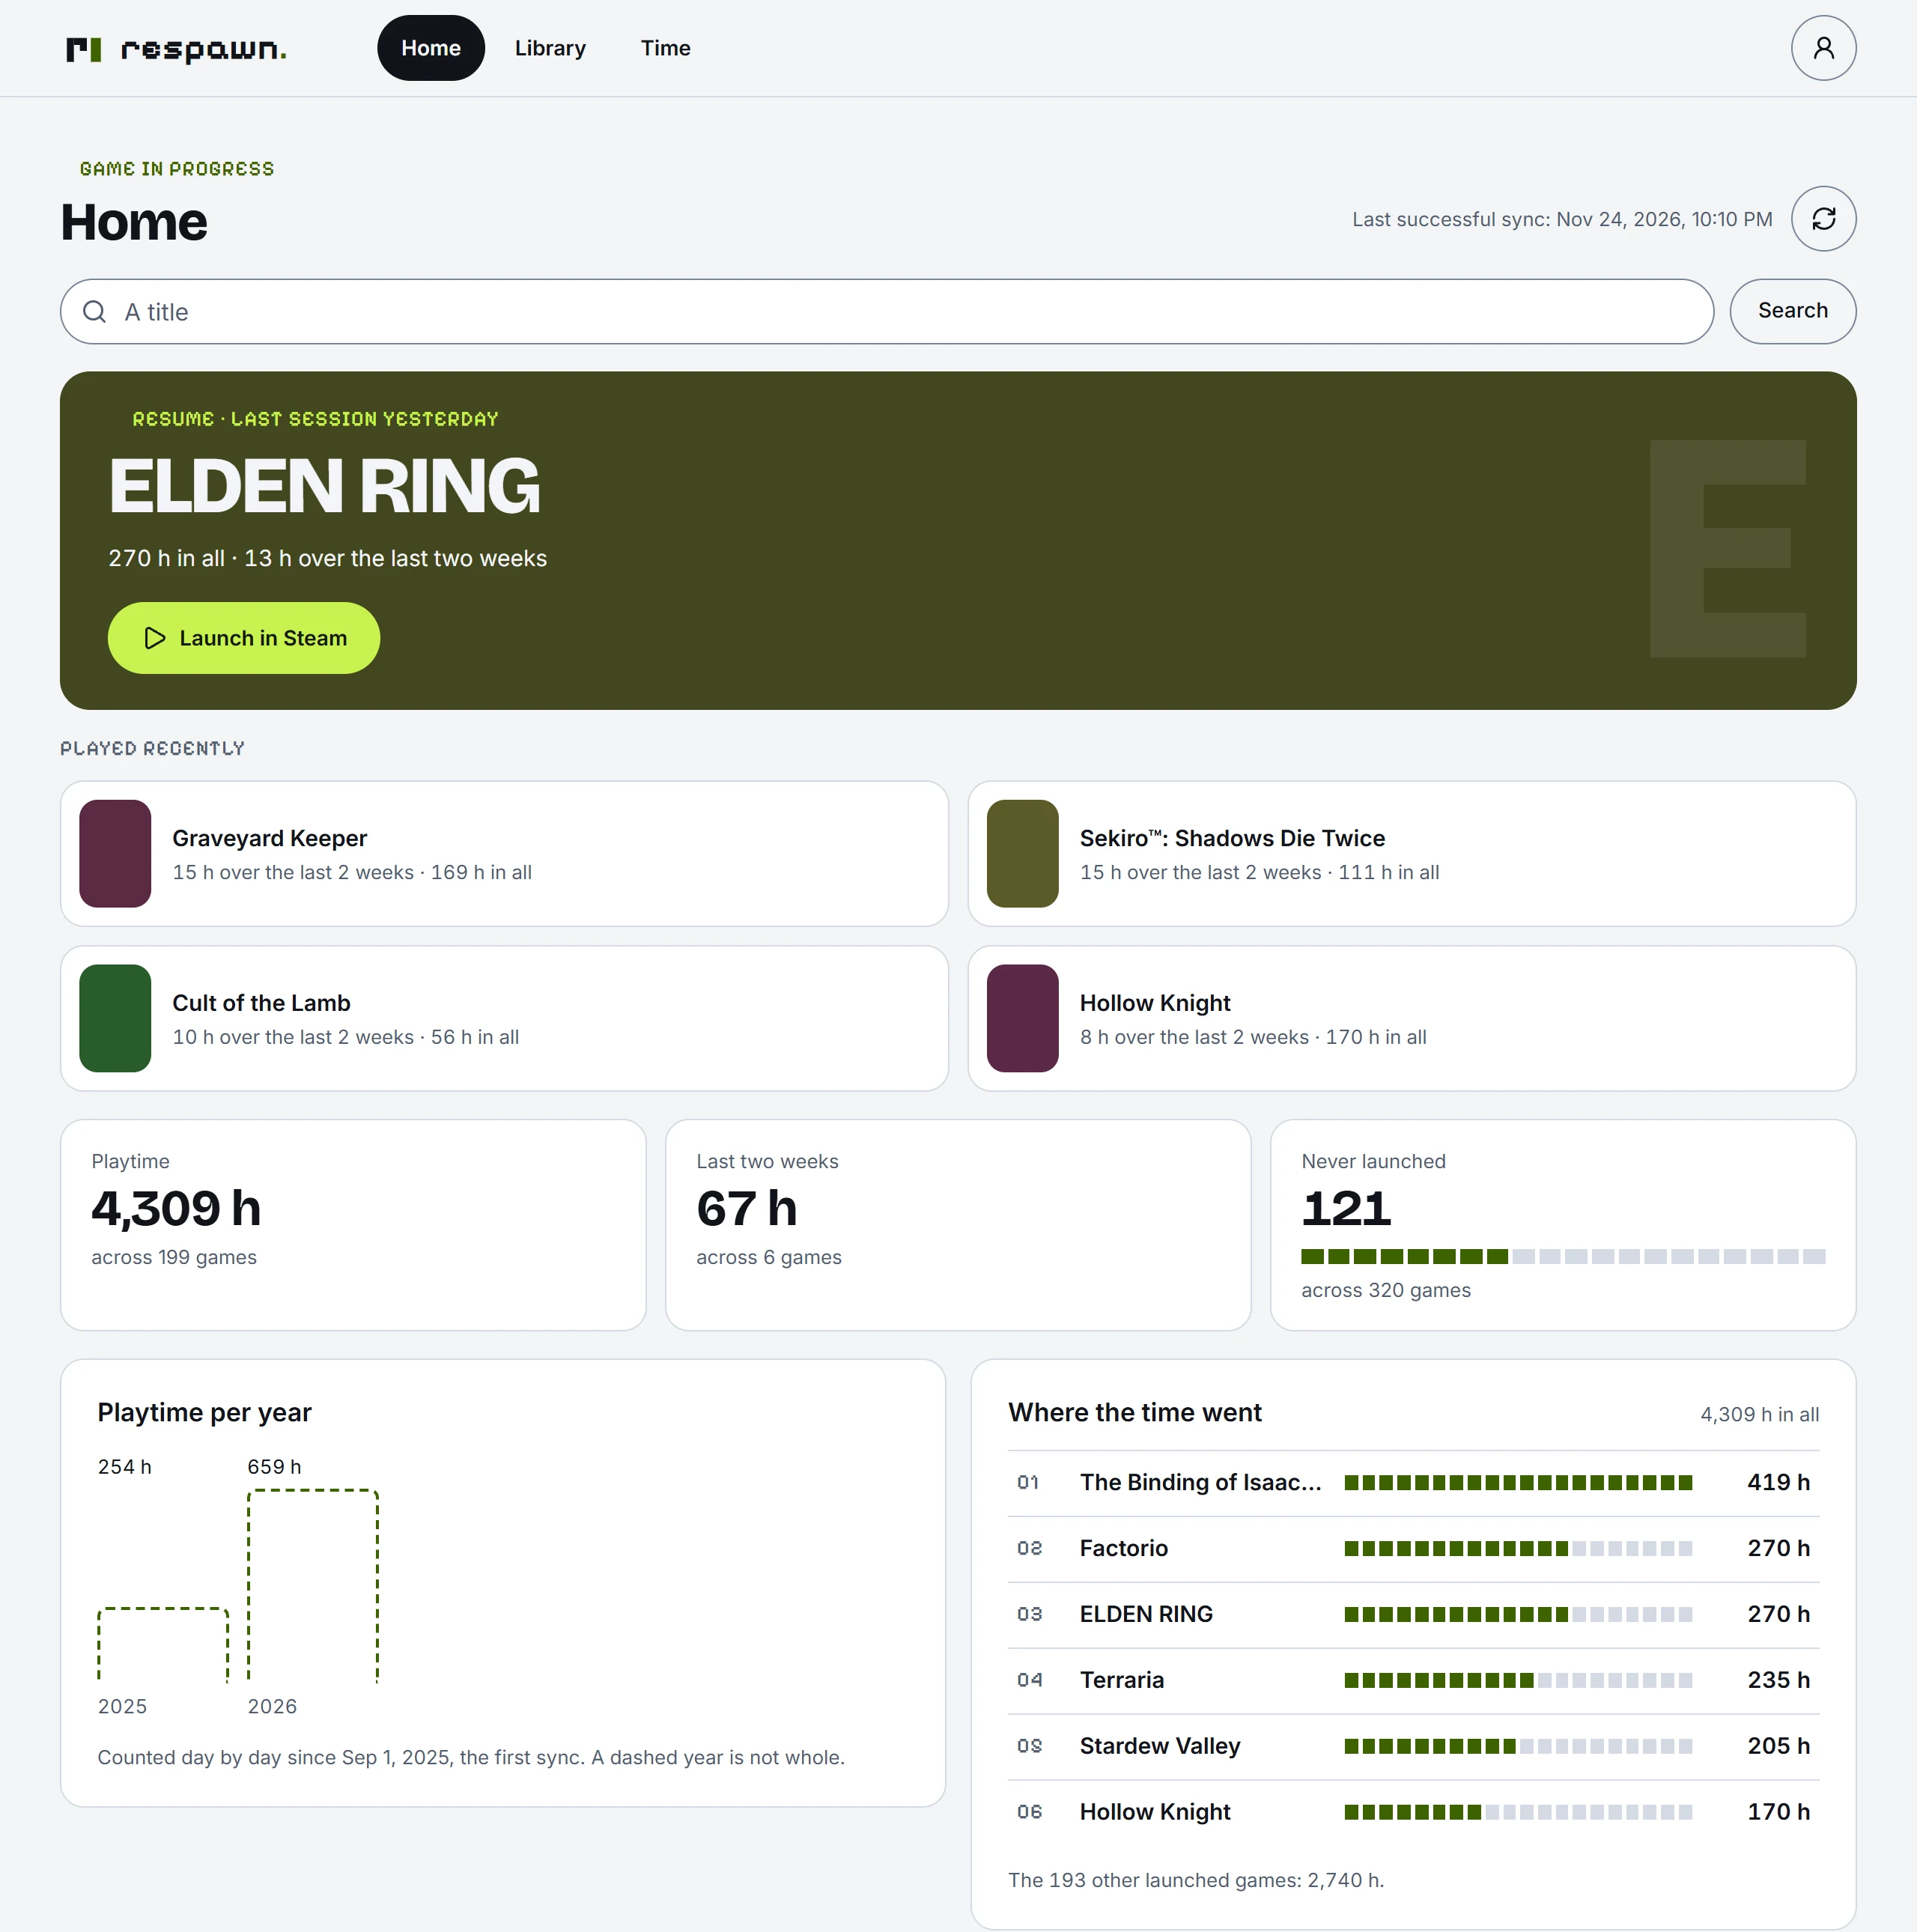 respawn.
Home
Library
Time
GAME IN PROGRESS
Home
Last successful sync: Nov 24, 2026, 10:10 PM
A title
Search
RESUME · LAST SESSION YESTERDAY
ELDEN RING
270 h in all · 13 h over the last two weeks
Launch in Steam
E
PLAYED RECENTLY
Graveyard Keeper
15 h over the last 2 weeks · 169 h in all
Sekiro™: Shadows Die Twice
15 h over the last 2 weeks · 111 h in all
Cult of the Lamb
10 h over the last 2 weeks · 56 h in all
Hollow Knight
8 h over the last 2 weeks · 170 h in all
Playtime
4,309 h
across 199 games
Last two weeks
67 h
across 6 games
Never launched
121
across 320 games
Playtime per year
254 h
659 h
2025
2026
Counted day by day since Sep 1, 2025, the first sync. A dashed year is not whole.
Where the time went
4,309 h in all
01 The Binding of Isaac... 419 h
02 Factorio 270 h
03 ELDEN RING 270 h
04 Terraria 235 h
05 Stardew Valley 205 h
06 Hollow Knight 170 h
The 193 other launched games: 2,740 h.